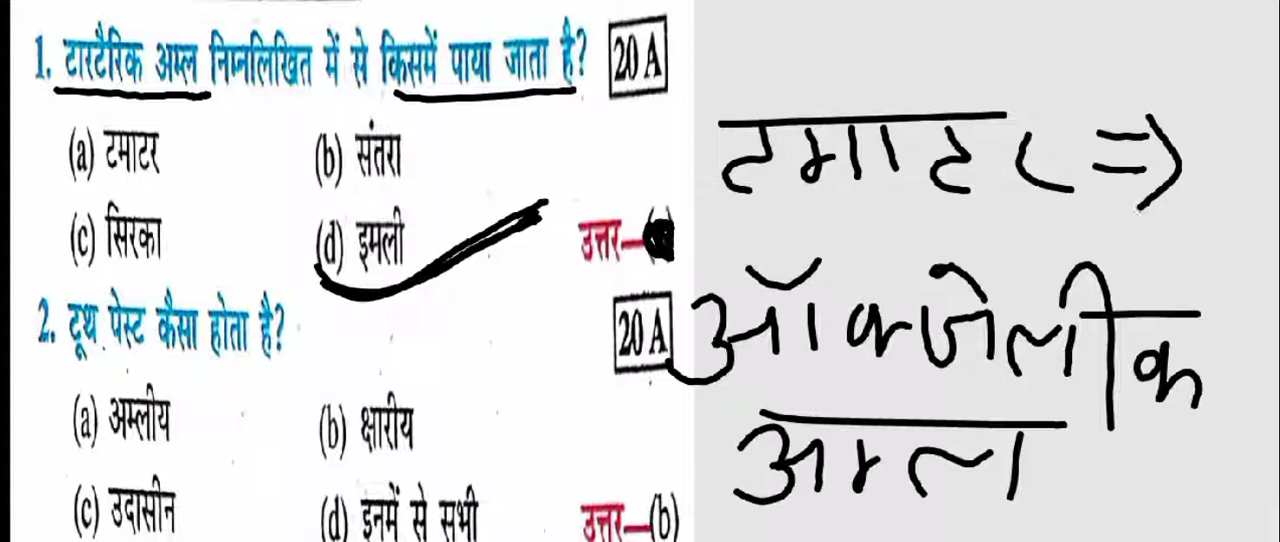 1. टारटैरिक अम्ल निम्नलिखित में से किसमें पाया जाता है? 20 A
(a) टमाटर (b) संतरा
(c) सिरका (d) इमली उत्तर—
2. टूथ पेस्ट कैसा होता है? 20 A
(a) अम्लीय (b) क्षारीय
(c) उदासीन (d) इनमें से सभी उत्तर—(b)
टमाटर ⇒
ऑक्जेलीक
अम्ल